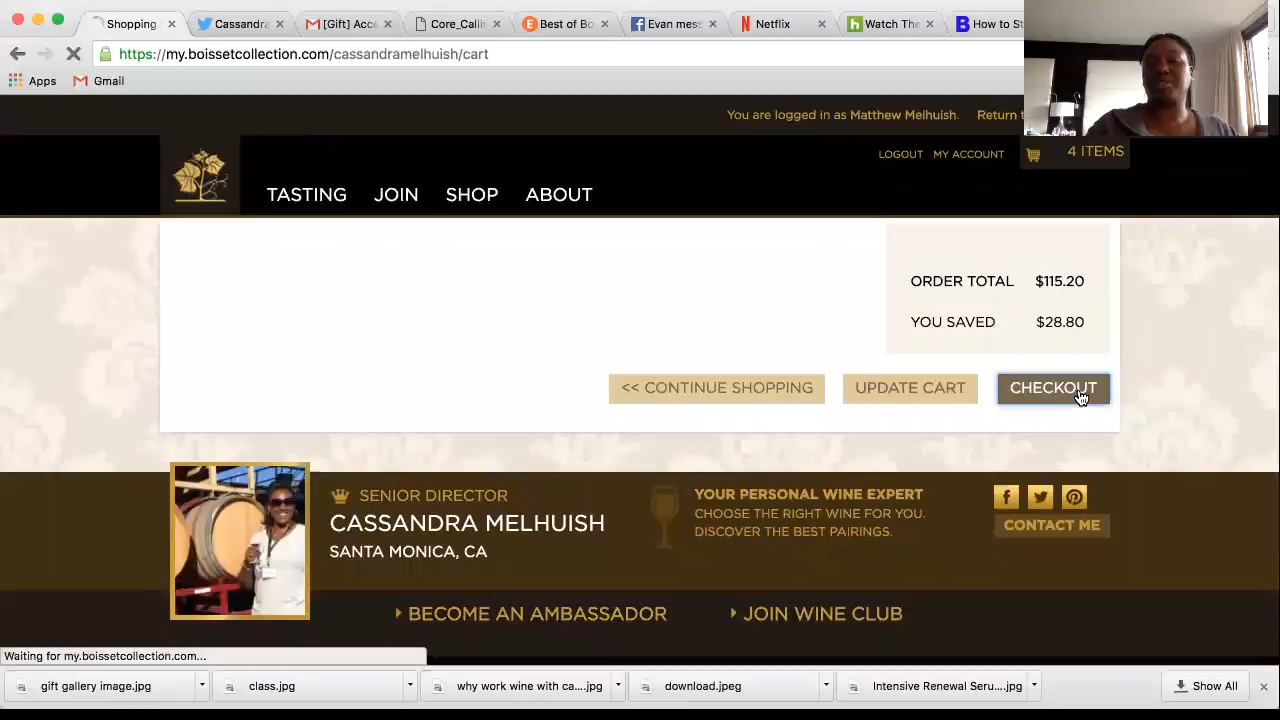 Shopping
Cassandra
[Gift] Acce
Core_Callin
Best of Bo
Evan mess
Netflix
Watch The
How to St
https://my.boissetcollection.com/cassandramelhuish/cart
Apps
Gmail
You are logged in as Matthew Melhuish.
Return
LOGOUT
MY ACCOUNT
4 ITEMS
TASTING
JOIN
SHOP
ABOUT
ORDER TOTAL $115.20
YOU SAVED $28.80
<< CONTINUE SHOPPING
UPDATE CART
CHECKOUT
SENIOR DIRECTOR
CASSANDRA MELHUISH
SANTA MONICA, CA
YOUR PERSONAL WINE EXPERT
CHOOSE THE RIGHT WINE FOR YOU.
DISCOVER THE BEST PAIRINGS.
CONTACT ME
BECOME AN AMBASSADOR
JOIN WINE CLUB
Waiting for my.boissetcollection.com...
gift gallery image.jpg
class.jpg
why work wine with ca....jpg
download.jpeg
Intensive Renewal Seru....jpg
Show All